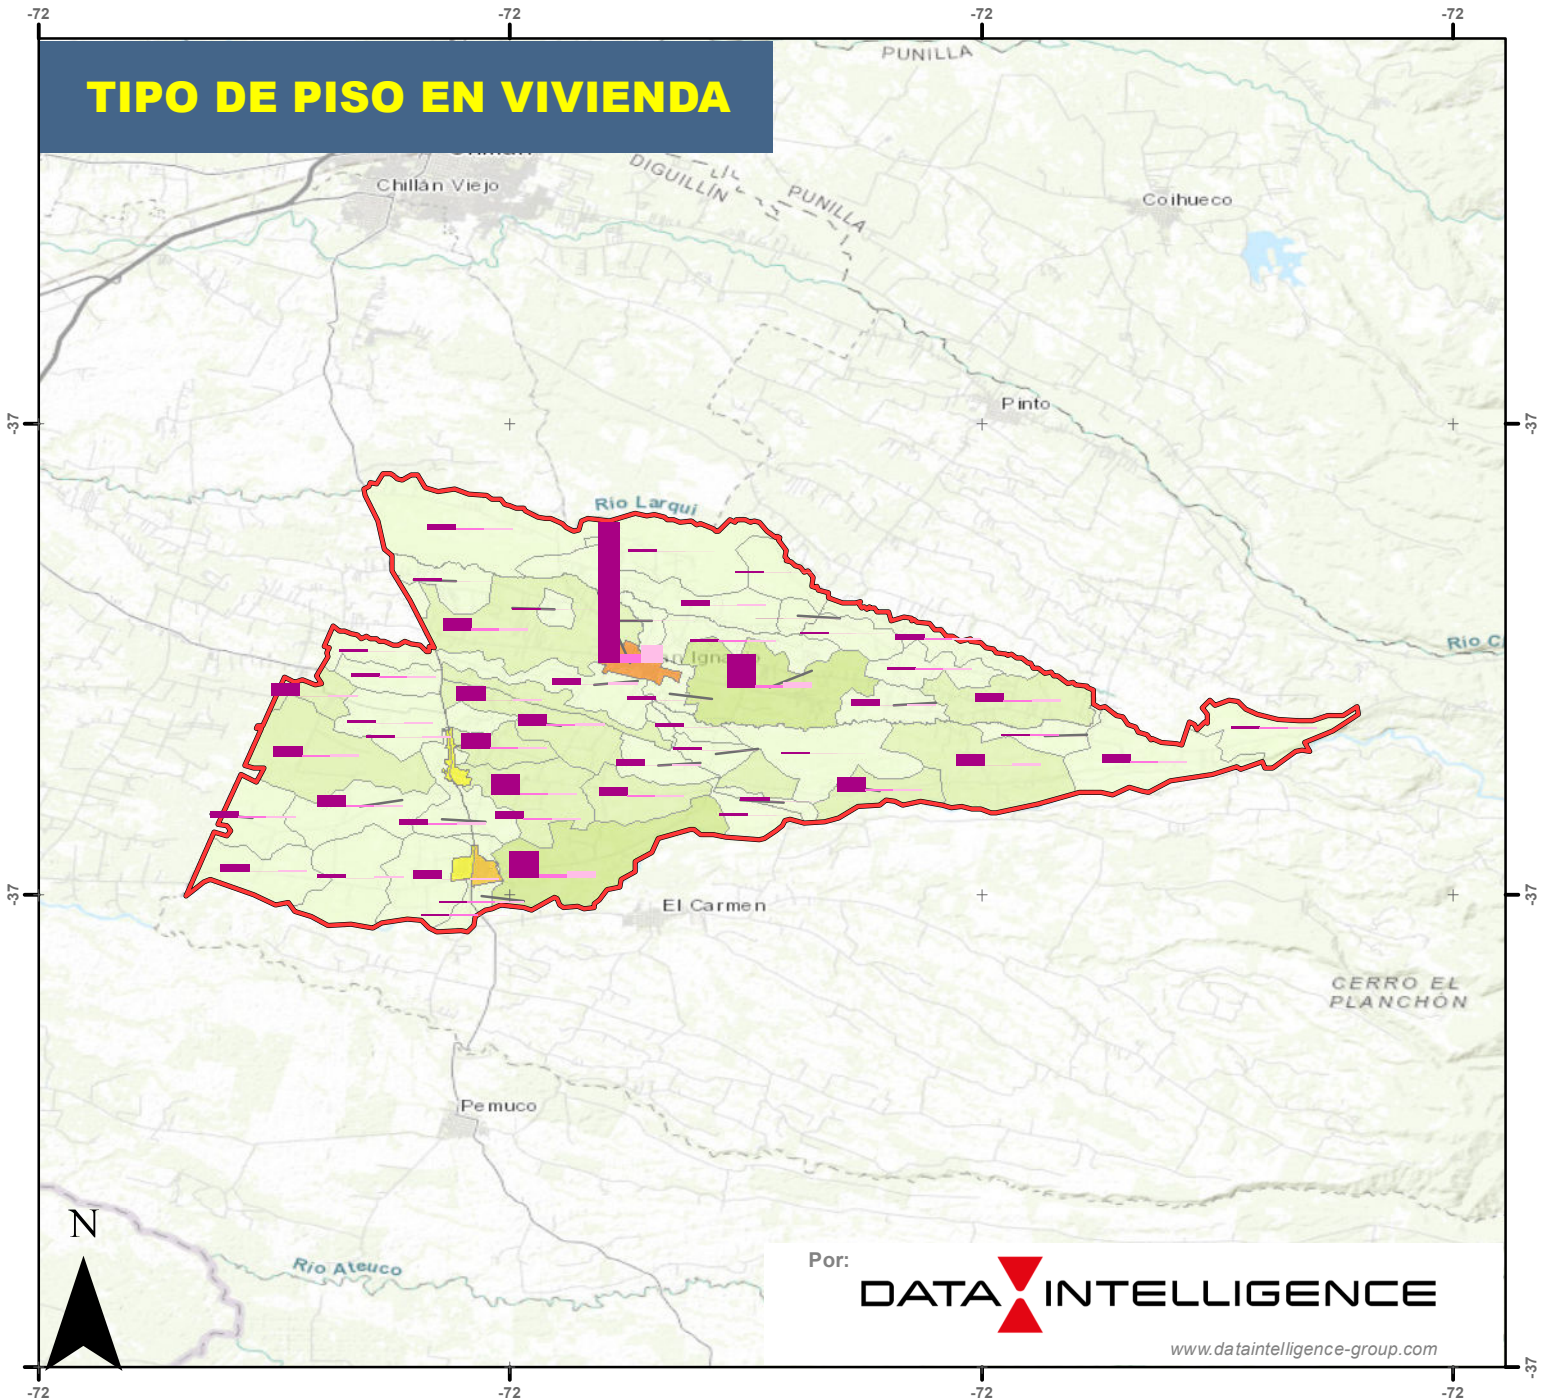 -72 -72 -72 -72
PUNILLA
TIPO DE PISO EN VIVIENDA
Chillán Viejo
DIGUILLÍN
PUNILLA
Coihueco
Pinto
-37 -37
Río Larqui
Río C
El Carmen
-37 -37
CERRO EL
PLANCHÓN
Pemuco
N
Río Ateuco
Por:
DATA INTELLIGENCE
www.dataintelligence-group.com
-37
-72 -72 -72 -72